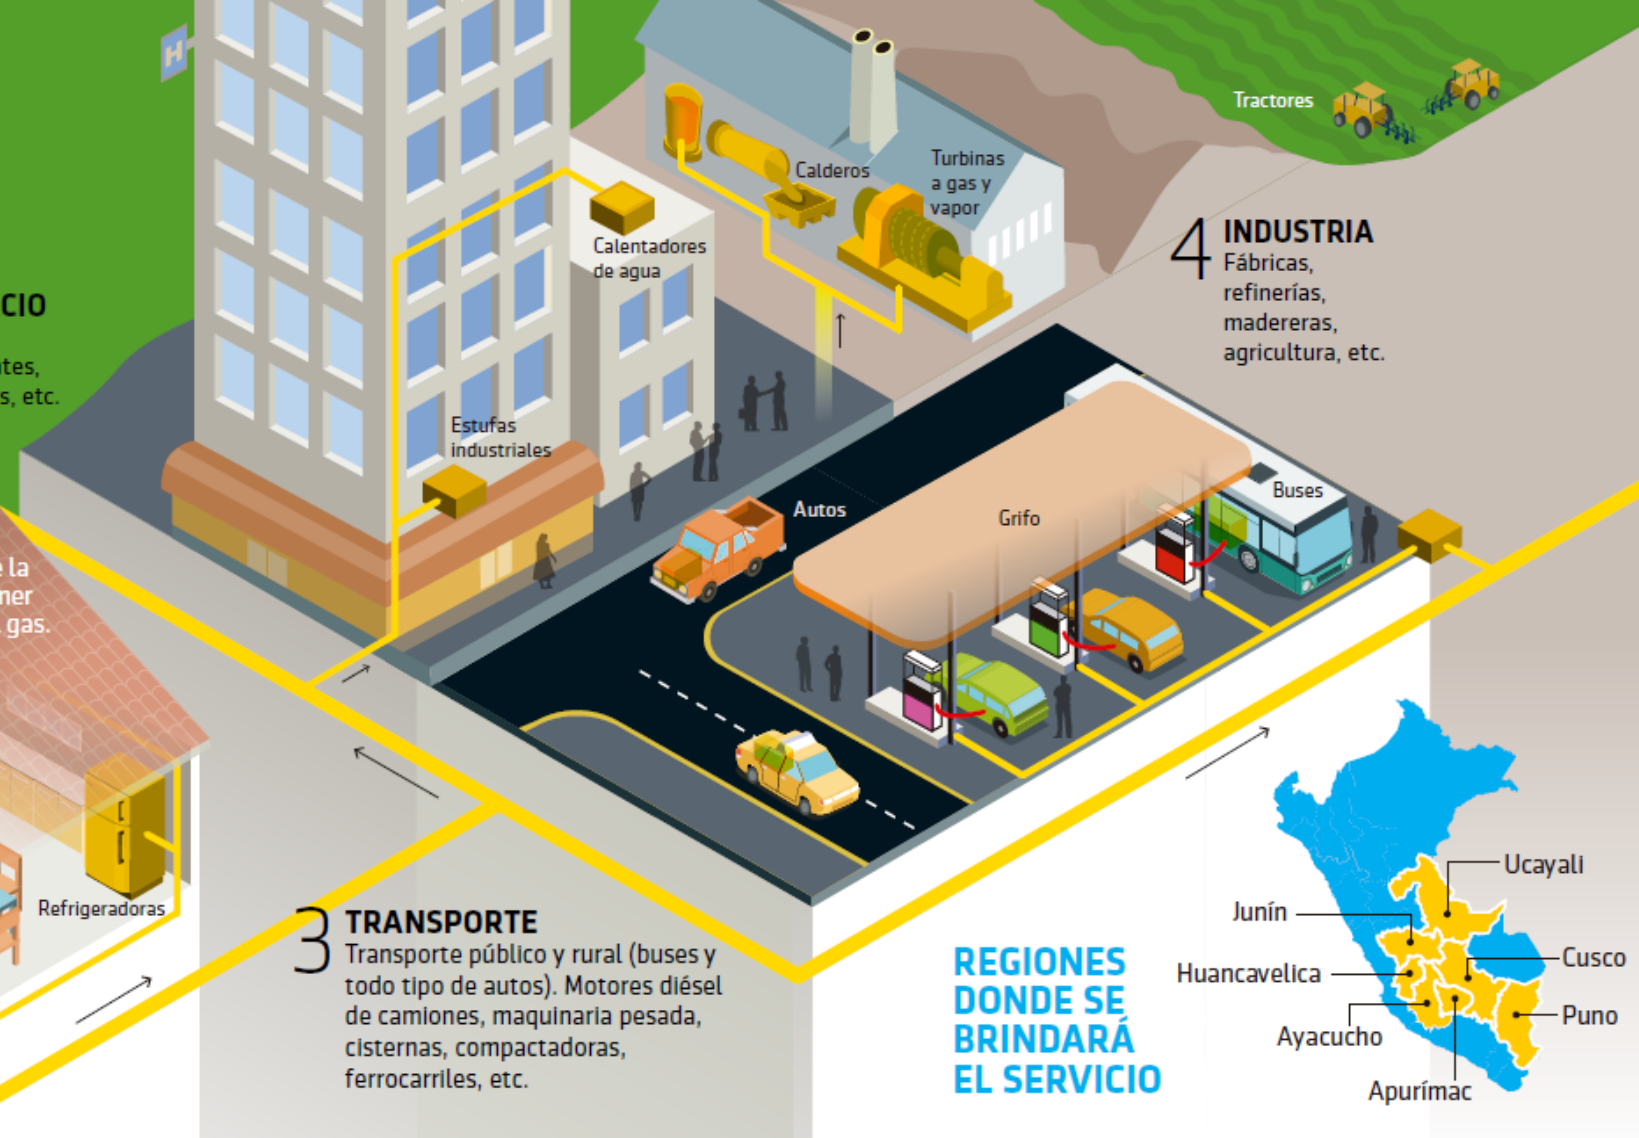 H
Tractores
Turbinas
a gas y
vapor
Calderos
4 INDUSTRIA
Fábricas,
refinerías,
madereras,
agricultura, etc.
Calentadores
de agua
CIO
s, etc.
Estufas
industriales
Autos
Grifo
Buses
la
gas.
Refrigeradoras
3 TRANSPORTE
Transporte público y rural (buses y
todo tipo de autos). Motores diésel
de camiones, maquinaria pesada,
cisternas, compactadoras,
ferrocarriles, etc.
REGIONES
DONDE SE
BRINDARÁ
EL SERVICIO
Ucayali
Junín
Cusco
Huancavelica
Puno
Ayacucho
Apurímac